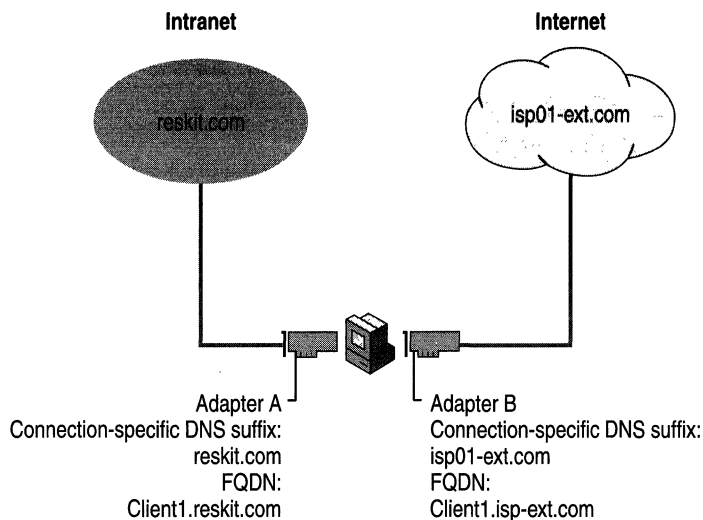 Intranet
Internet
reskit.com
isp01-ext.com
Adapter A
Connection-specific DNS suffix:
reskit.com
FQDN:
Client1.reskit.com
Adapter B
Connection-specific DNS suffix:
isp01-ext.com
FQDN:
Client1.isp-ext.com